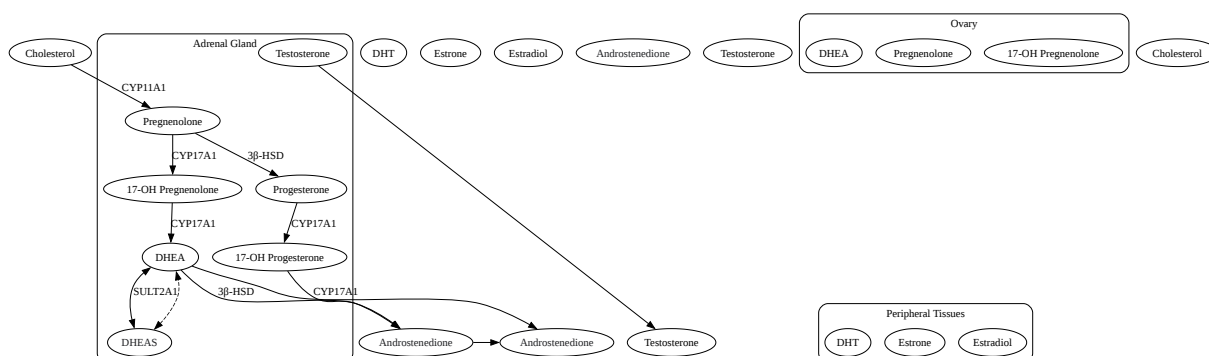 Ovary
Adrenal Gland
Cholesterol
Testosterone
DHT
Estrone
Estradiol
Androstenedione
Testosterone
DHEA
Pregnenolone
17-OH Pregnenolone
Cholesterol
CYP11A1
Pregnenolone
CYP17A1
3β-HSD
17-OH Pregnenolone
Progesterone
CYP17A1
CYP17A1
DHEA
17-OH Progesterone
SULT2A1
3β-HSD
CYP17A1
Peripheral Tissues
DHEAS
Androstenedione
Androstenedione
Testosterone
DHT
Estrone
Estradiol